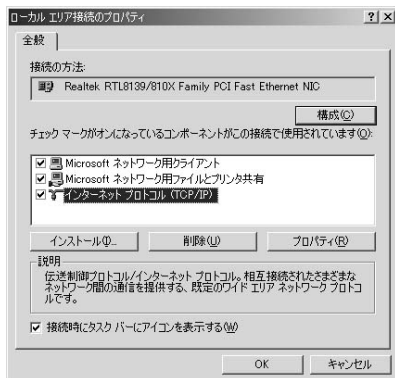 ローカル エリア接続のプロパティ
全般
接続の方法:
Realtek RTL8139/810X Family PCI Fast Ethernet NIC
構成(C)
チェック マークがオンになっているコンポーネントがこの接続で使用されています(O):
Microsoft ネットワーク用クライアント
Microsoft ネットワーク用ファイルとプリンタ共有
インターネット プロトコル (TCP/IP)
インストール(I)... 削除(U) プロパティ(R)
説明
伝送制御プロトコル/インターネット プロトコル。相互接続されたさまざまな
ネットワーク間の通信を提供する、既定のワイド エリア ネットワーク プロトコ
ルです。
接続時にタスク バーにアイコンを表示する(W)
OK キャンセル